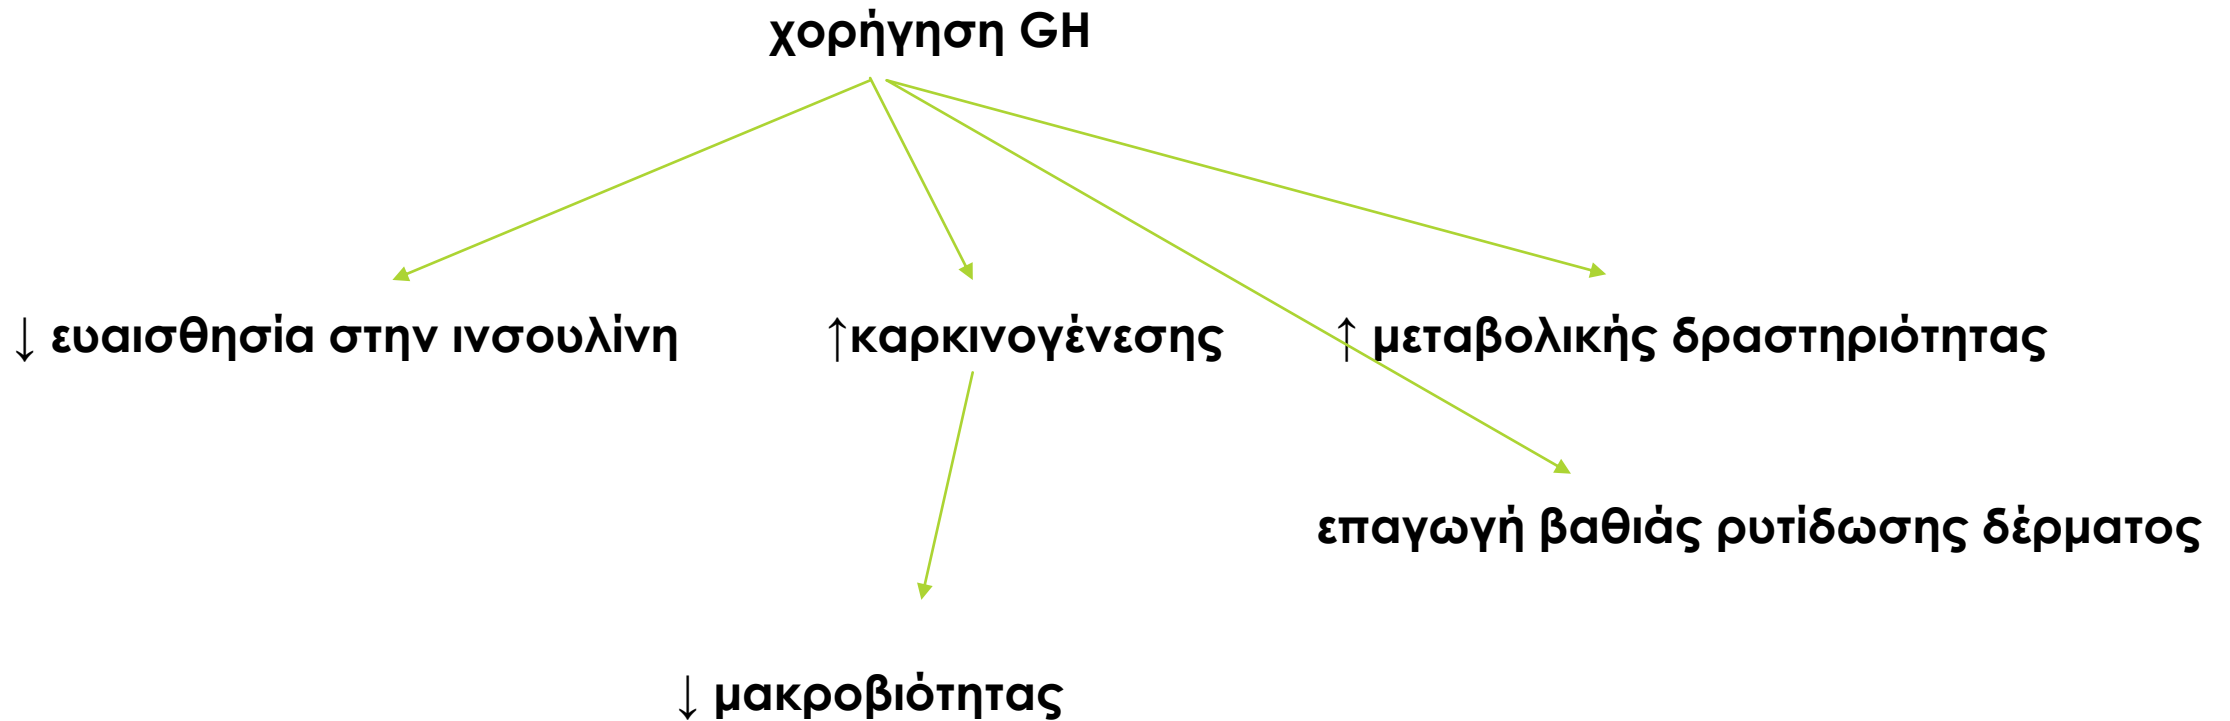 χορήγηση GH
↓ ευαισθησία στην ινσουλίνη
↑καρκινογένεσης
↑ μεταβολικής δραστηριότητας
επαγωγή βαθιάς ρυτίδωσης δέρματος
↓ μακροβιότητας